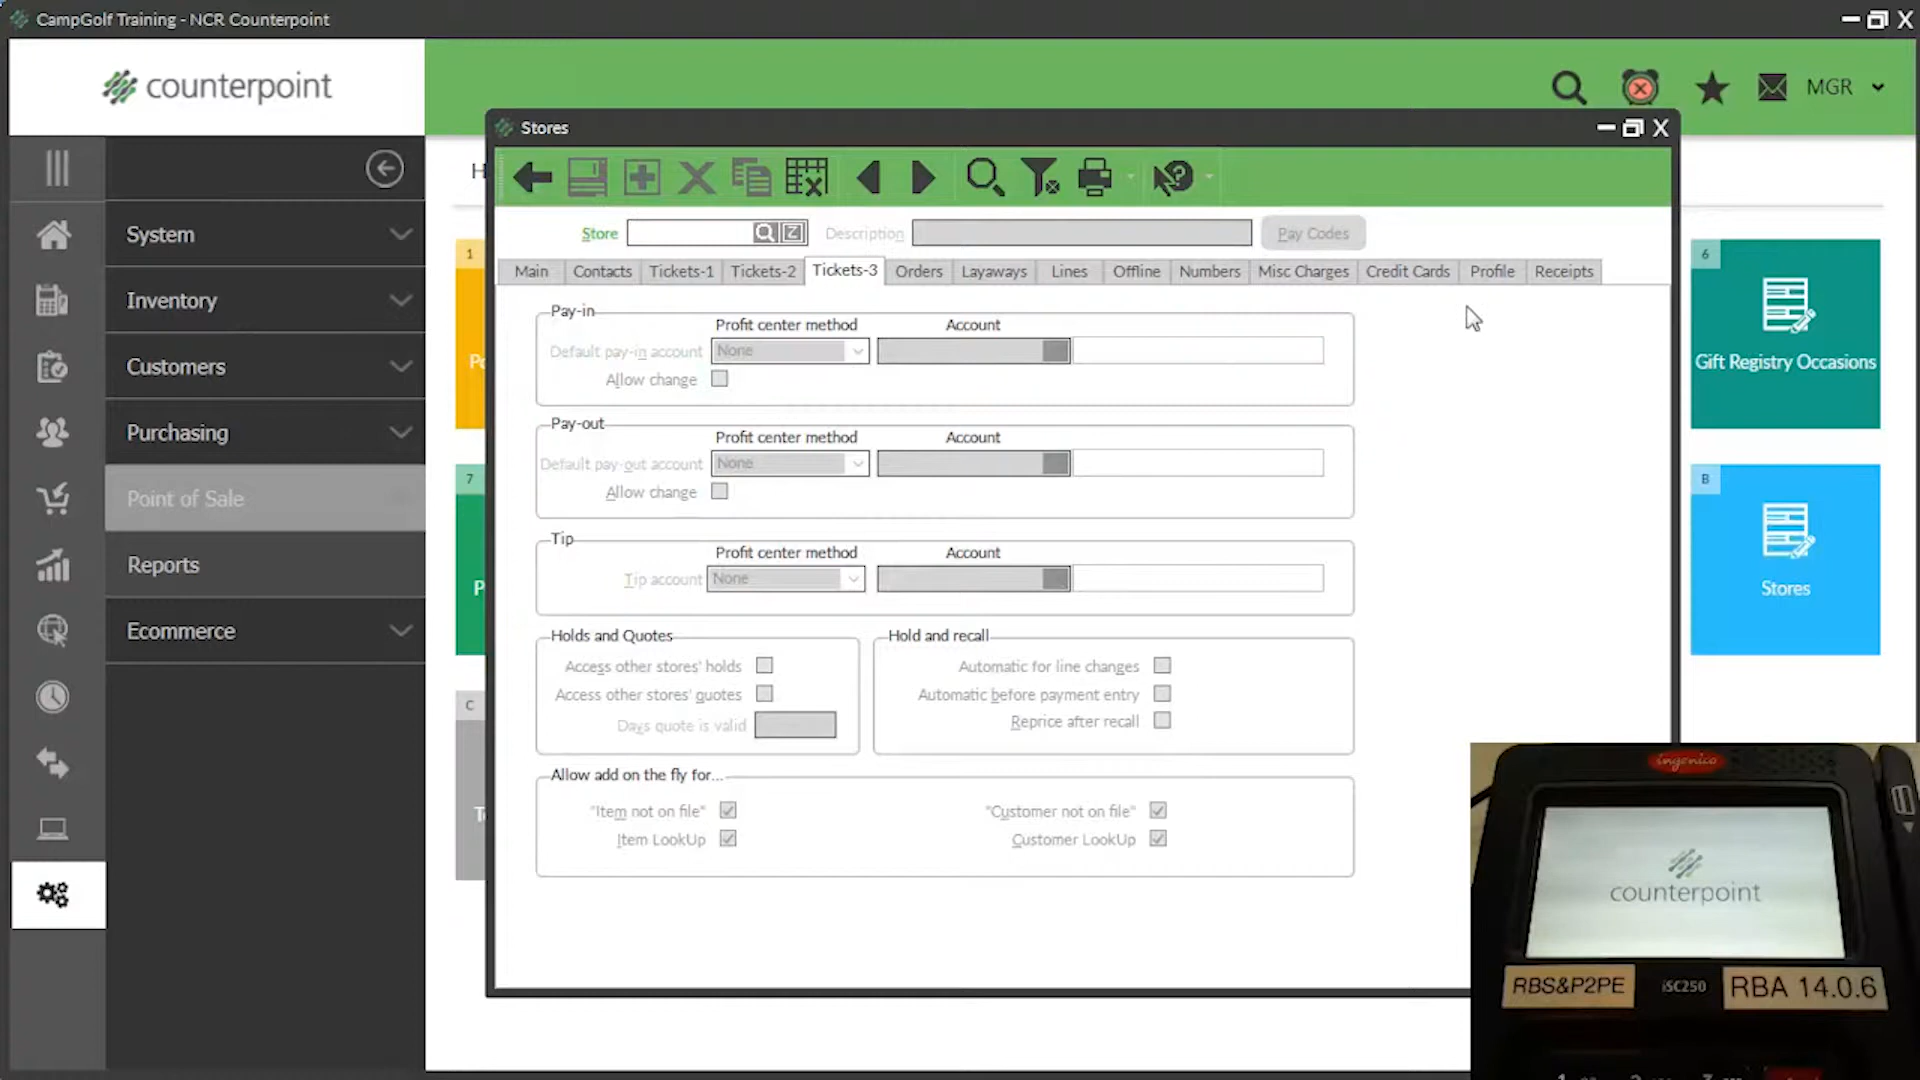 CampGolf Training - NCR Counterpoint
counterpoint
MGR
Stores
System
Inventory
Customers
Purchasing
Point of Sale
Reports
Ecommerce
H
1
Po
7
P
C
T
Store
Description
Pay Codes
Main Contacts Tickets-1 Tickets-2 Tickets-3 Orders Layaways Lines Offline Numbers Misc Charges Credit Cards Profile Receipts
Pay-in
Profit center method Account
Default pay-in account None
Allow change
Pay-out
Profit center method Account
Default pay-out account None
Allow change
Tip
Profit center method Account
Tip account None
Holds and Quotes
Access other stores' holds
Access other stores' quotes
Days quote is valid
Hold and recall
Automatic for line changes
Automatic before payment entry
Reprice after recall
Allow add on the fly for...
"Item not on file" "Customer not on file"
Item LookUp Customer LookUp
6
Gift Registry Occasions
B
Stores
ingenico
counterpoint
RBS&P2PE iSC250 RBA 14.0.6